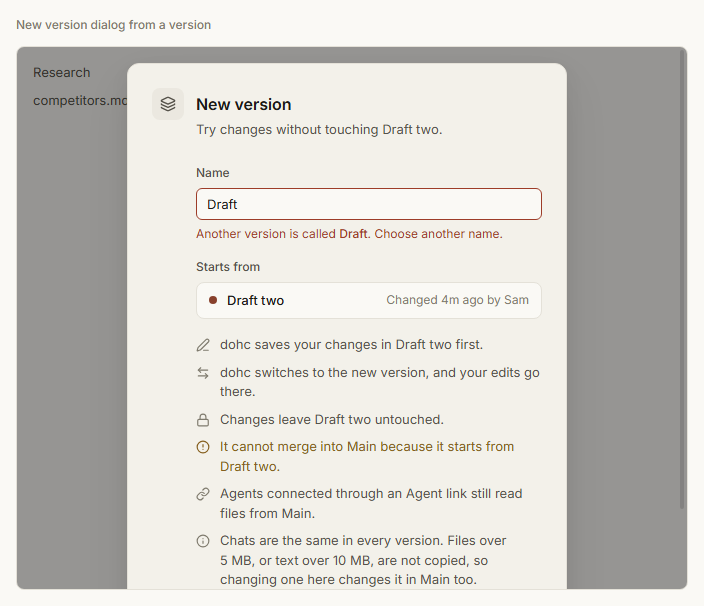 New version dialog from a version
Research
competitors.md
New version
Try changes without touching Draft two.
Name
Draft
Another version is called Draft. Choose another name.
Starts from
Draft two
Changed 4m ago by Sam
dohc saves your changes in Draft two first.
dohc switches to the new version, and your edits go
there.
Changes leave Draft two untouched.
It cannot merge into Main because it starts from
Draft two.
Agents connected through an Agent link still read
files from Main.
Chats are the same in every version. Files over
5 MB, or text over 10 MB, are not copied, so
changing one here changes it in Main too.